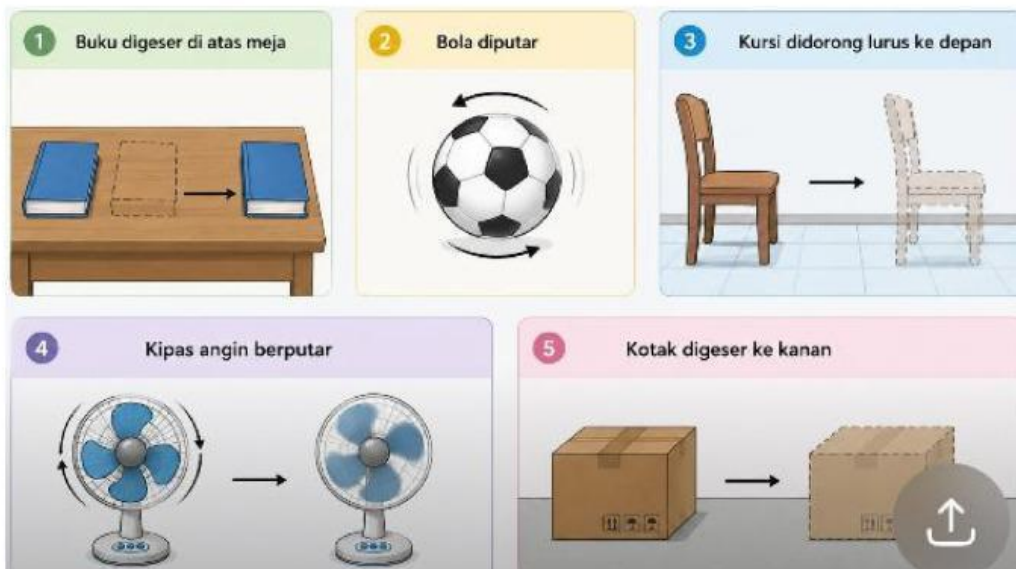 1 Buku digeser di atas meja
2 Bola diputar
3 Kursi didorong lurus ke depan
4 Kipas angin berputar
5 Kotak digeser ke kanan